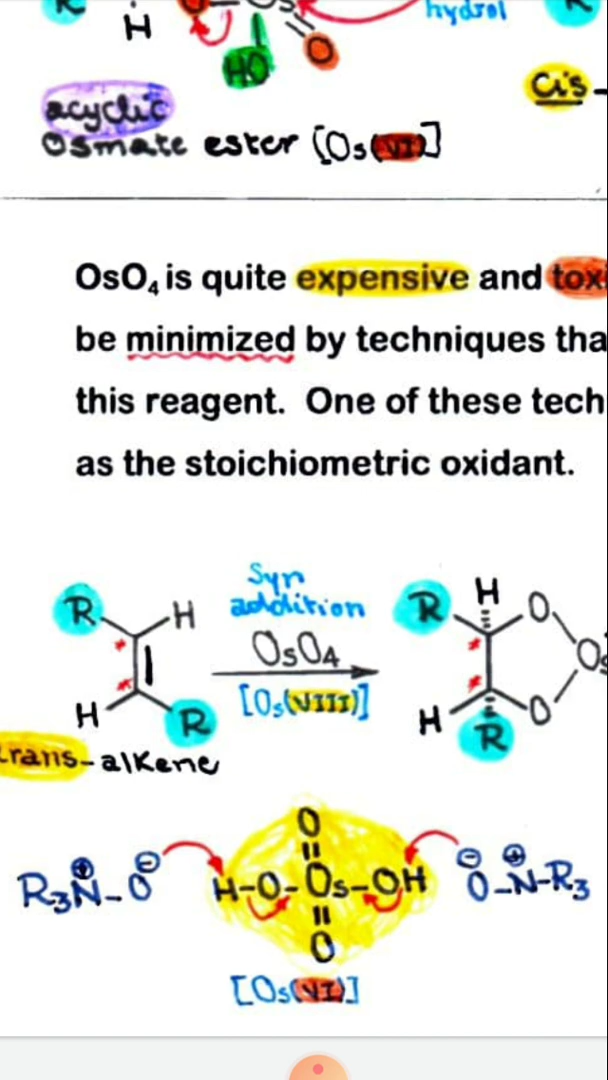 R
H
HO
O
hydrol
R
acyclic
cis-
Osmate ester [Os(VI)]
OsO4 is quite expensive and toxi
be minimized by techniques tha
this reagent. One of these tech
as the stoichiometric oxidant.
R H
H R
trans-alkene
Syn
addition
OsO4
[Os(VIII)]
R H O
Os
H R O
R3N⊕-O⊖ H-O-Os-OH ⊖O-N⊕-R3
O
O
[Os(VI)]